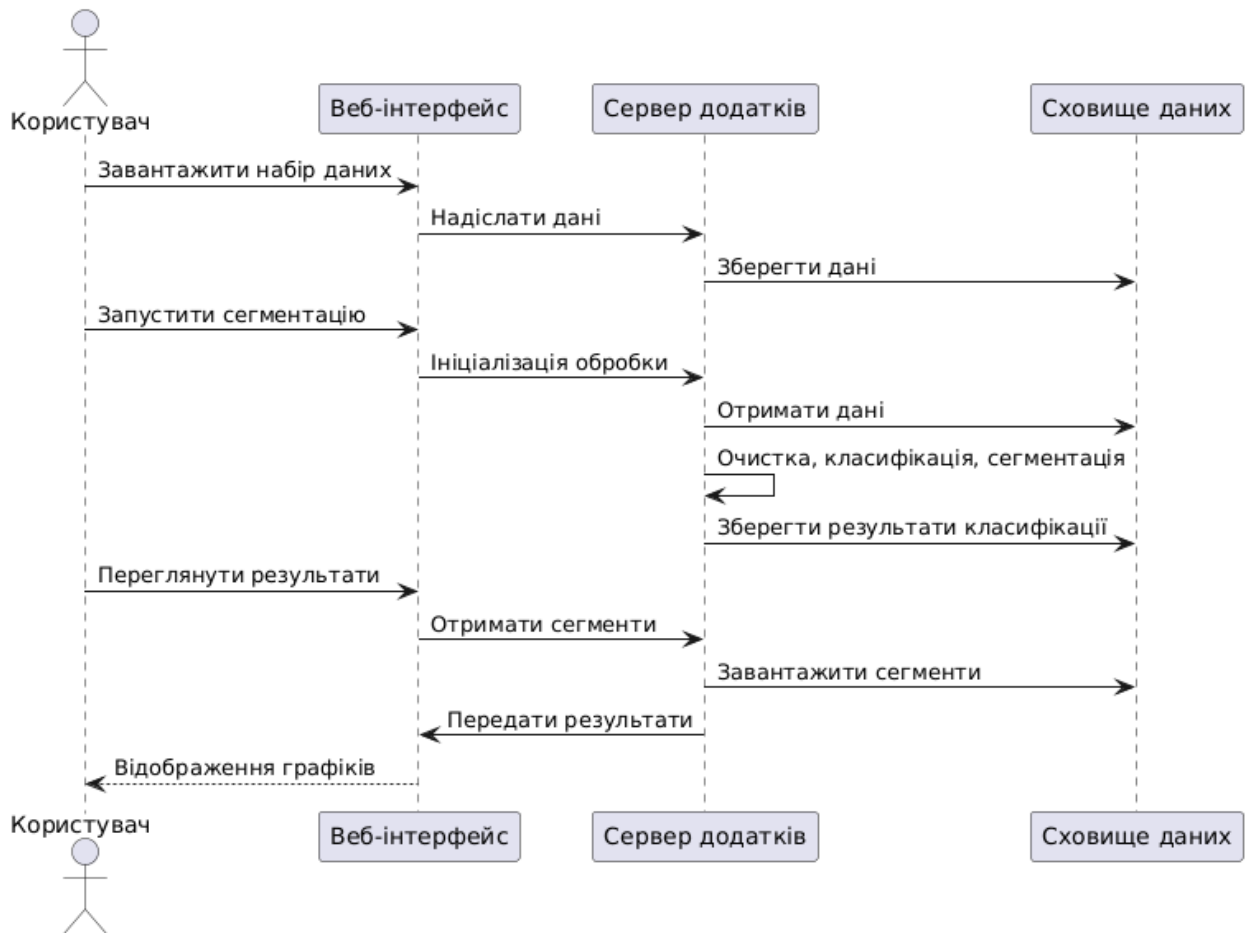 Користувач
Веб-інтерфейс
Сервер додатків
Сховище даних
Завантажити набір даних
Надіслати дані
Зберегти дані
Запустити сегментацію
Ініціалізація обробки
Отримати дані
Очистка, класифікація, сегментація
Зберегти результати класифікації
Переглянути результати
Отримати сегменти
Завантажити сегменти
Передати результати
Відображення графіків
Користувач
Веб-інтерфейс
Сервер додатків
Сховище даних